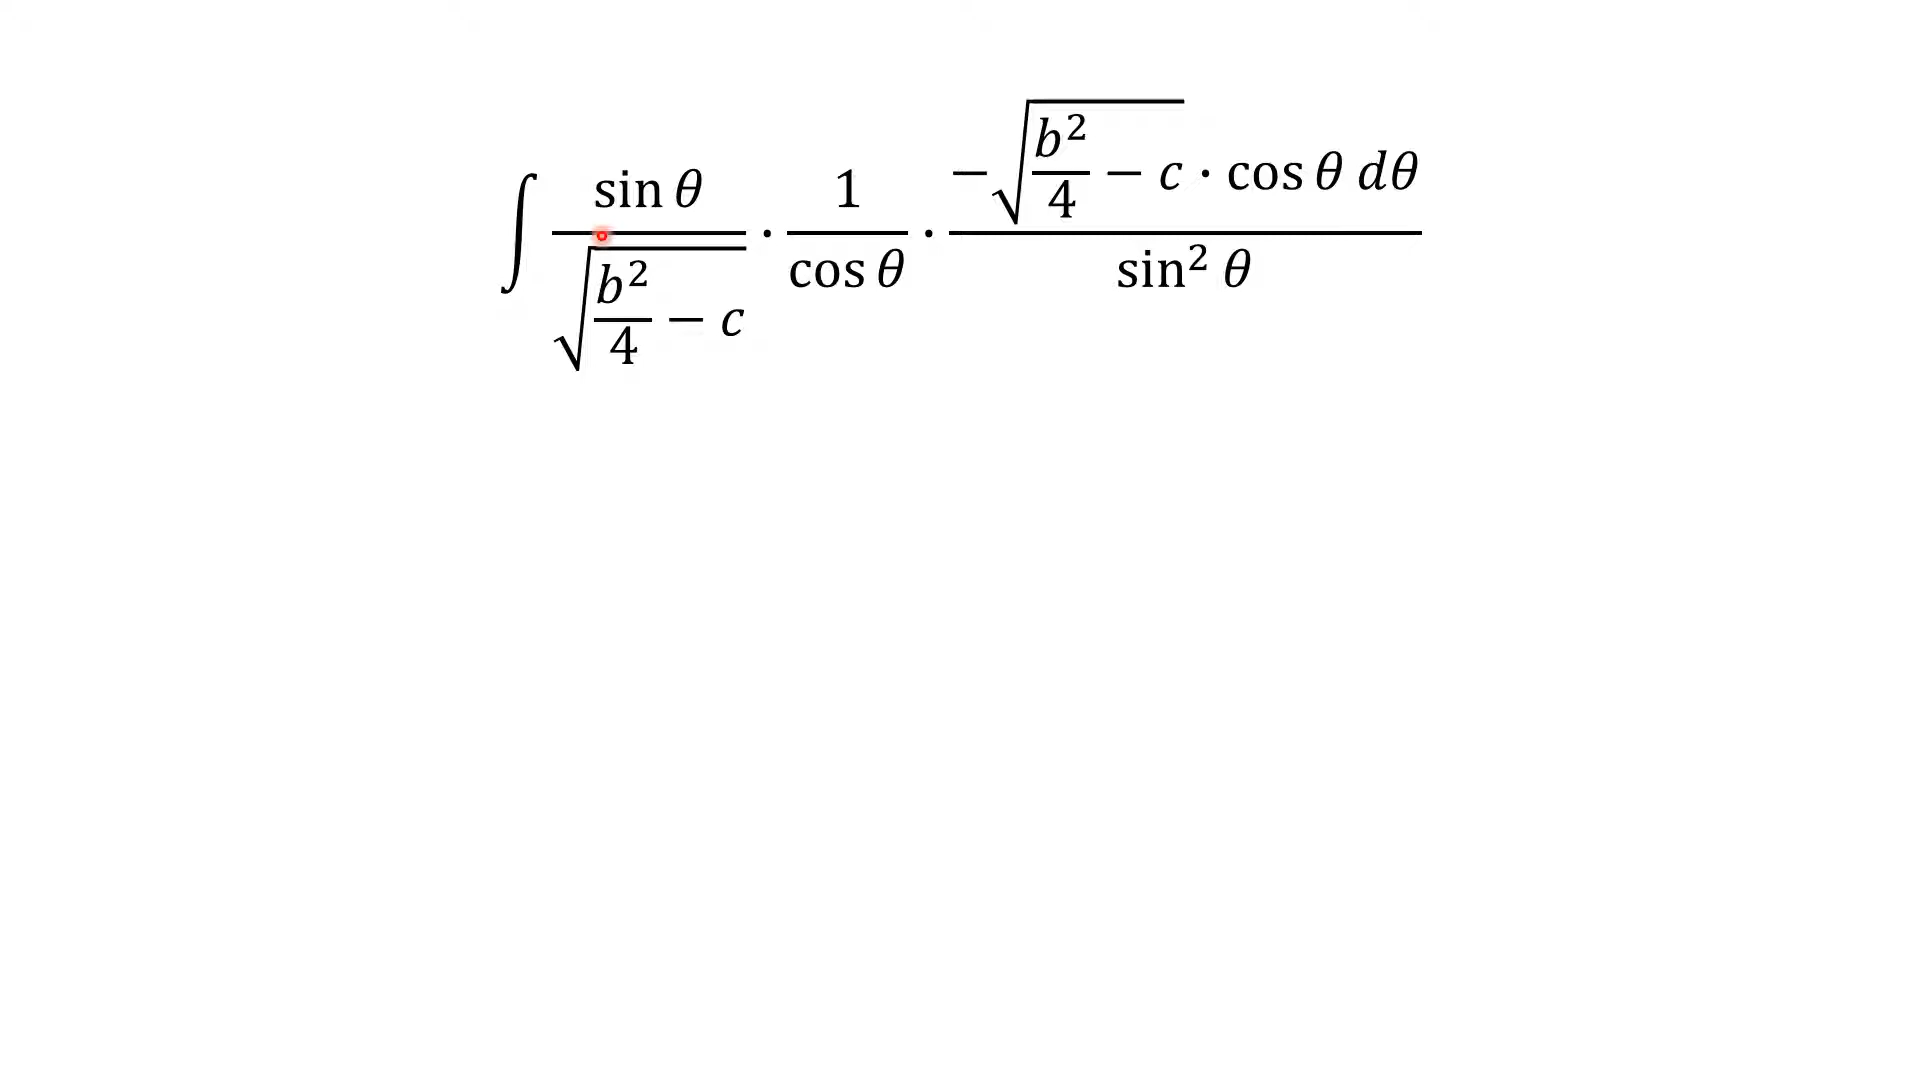 ∫ sin θ / √(b²/4 − c) · 1 / cos θ · −√(b²/4 − c) · cos θ dθ / sin² θ